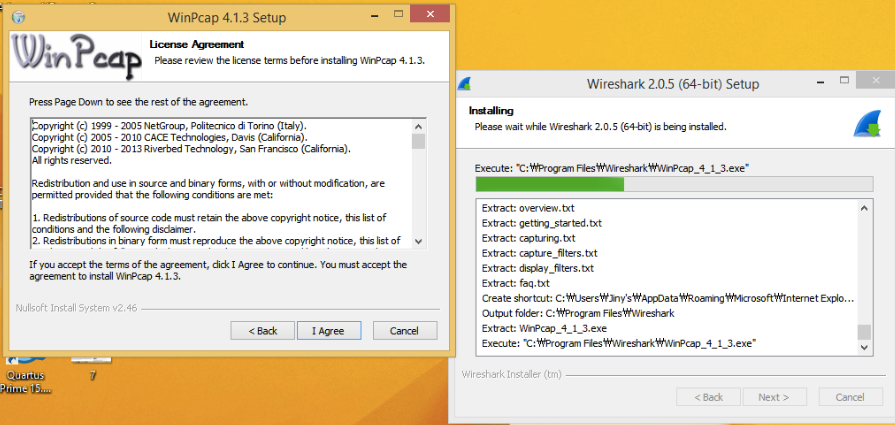 WinPcap 4.1.3 Setup
WinPcap
License Agreement
Please review the license terms before installing WinPcap 4.1.3.
Press Page Down to see the rest of the agreement.
Copyright (c) 1999 - 2005 NetGroup, Politecnico di Torino (Italy).
Copyright (c) 2005 - 2010 CACE Technologies, Davis (California).
Copyright (c) 2010 - 2013 Riverbed Technology, San Francisco (California).
All rights reserved.
Redistribution and use in source and binary forms, with or without modification, are
permitted provided that the following conditions are met:
1. Redistributions of source code must retain the above copyright notice, this list of
conditions and the following disclaimer.
2. Redistributions in binary form must reproduce the above copyright notice, this list of
If you accept the terms of the agreement, click I Agree to continue. You must accept the
agreement to install WinPcap 4.1.3.
Nullsoft Install System v2.46
< Back
I Agree
Cancel
Quartus
Prime 15....
7
Wireshark 2.0.5 (64-bit) Setup
Installing
Please wait while Wireshark 2.0.5 (64-bit) is being installed.
Execute: "C:₩Program Files₩Wireshark₩WinPcap_4_1_3.exe"
Extract: overview.txt
Extract: getting_started.txt
Extract: capturing.txt
Extract: capture_filters.txt
Extract: display_filters.txt
Extract: faq.txt
Create shortcut: C:₩Users₩Jiny's₩AppData₩Roaming₩Microsoft₩Internet Explo...
Output folder: C:₩Program Files₩Wireshark
Extract: WinPcap_4_1_3.exe
Execute: "C:₩Program Files₩Wireshark₩WinPcap_4_1_3.exe"
Wireshark Installer (tm)
< Back
Next >
Cancel